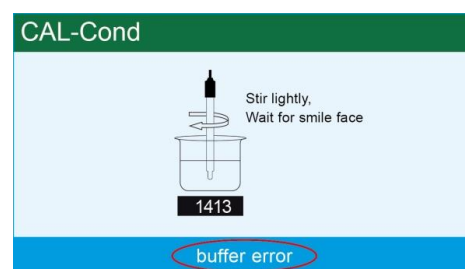 CAL-Cond
Stir lightly,
Wait for smile face
1413
buffer error